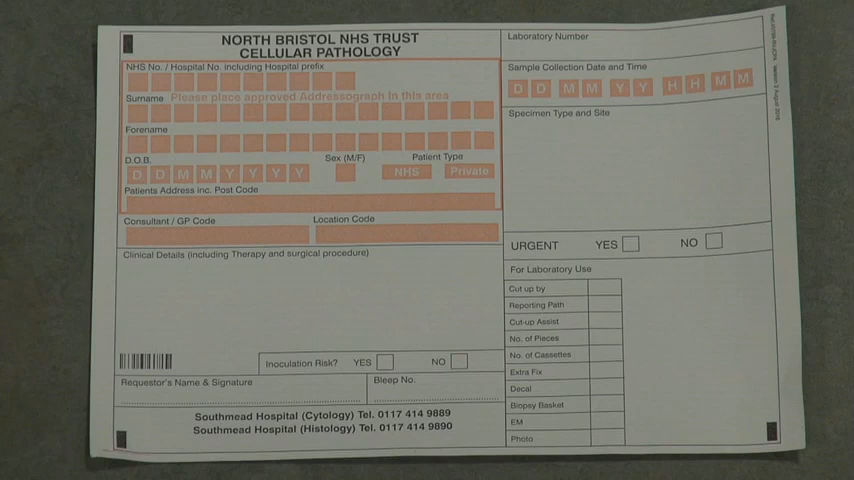 NORTH BRISTOL NHS TRUST
CELLULAR PATHOLOGY
NHS No. / Hospital No. including Hospital prefix
Surname Please place approved Addressograph in this area
Forename
D.O.B. Sex (M/F) Patient Type
D D M M Y Y Y Y NHS Private
Patients Address inc. Post Code
Consultant / GP Code Location Code
Clinical Details (including Therapy and surgical procedure)
Inoculation Risk? YES NO
Requestor's Name & Signature Bleep No.
Southmead Hospital (Cytology) Tel. 0117 414 9889
Southmead Hospital (Histology) Tel. 0117 414 9890
Laboratory Number
Sample Collection Date and Time
D D M M Y Y H H M M
Specimen Type and Site
URGENT YES NO
For Laboratory Use
Cut up by
Reporting Path
Cut-up Assist
No. of Pieces
No. of Cassettes
Extra Fix
Decal
Biopsy Basket
EM
Photo
Version 2 August 2016